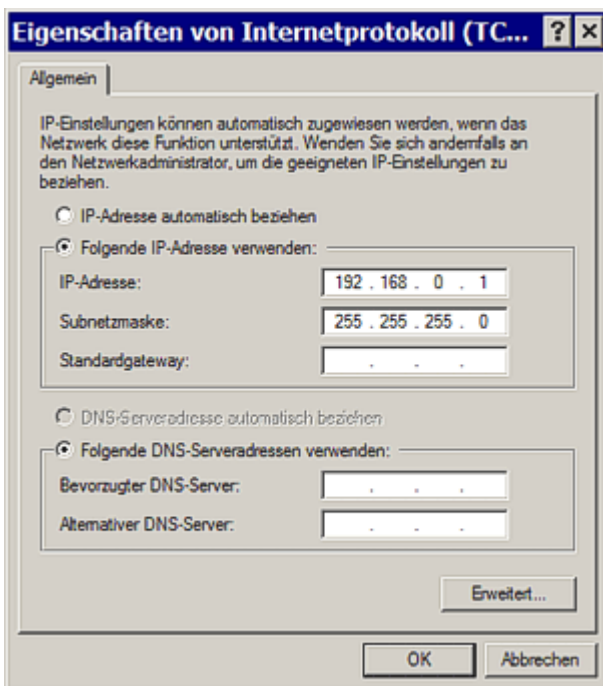 Eigenschaften von Internetprotokoll (TC... ? ×
Allgemein
IP-Einstellungen können automatisch zugewiesen werden, wenn das
Netzwerk diese Funktion unterstützt. Wenden Sie sich andernfalls an
den Netzwerkadministrator, um die geeigneten IP-Einstellungen zu
beziehen.
IP-Adresse automatisch beziehen
Folgende IP-Adresse verwenden:
IP-Adresse: 192 . 168 . 0 . 1
Subnetzmaske: 255 . 255 . 255 . 0
Standardgateway: . . .
DNS-Serveradresse automatisch beziehen
Folgende DNS-Serveradressen verwenden:
Bevorzugter DNS-Server: . . .
Alternativer DNS-Server: . . .
Erweitert...
OK Abbrechen